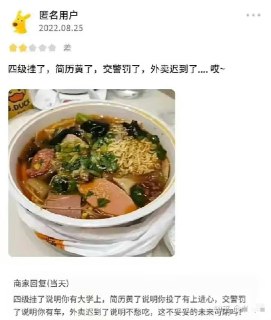 匿名用户
2022.08.25
差
四级挂了，简历黄了，交警罚了，外卖迟到了.... 哎~
商家回复(当天)
四级挂了说明你有大学上，简历黄了说明你投了有上进心，交警罚
了说明你有车，外卖迟到了说明不愁吃，这不妥妥的未来可期吗？